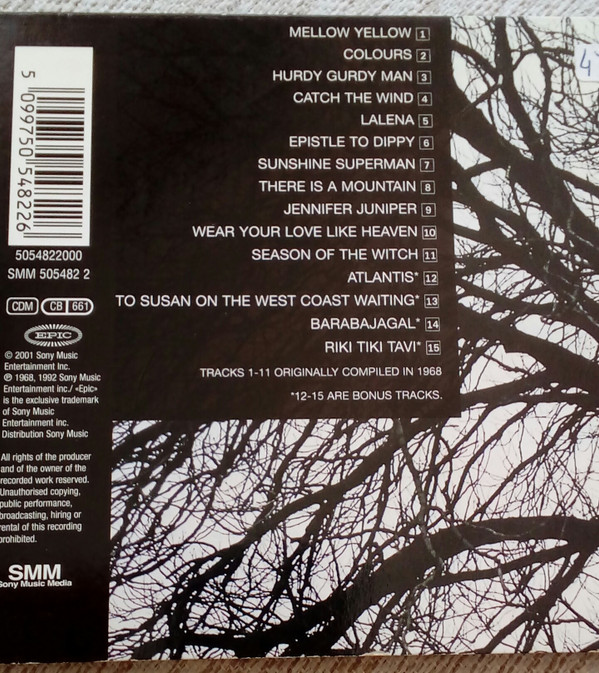 MELLOW YELLOW 1
COLOURS 2
HURDY GURDY MAN 3
CATCH THE WIND 4
LALENA 5
EPISTLE TO DIPPY 6
SUNSHINE SUPERMAN 7
THERE IS A MOUNTAIN 8
JENNIFER JUNIPER 9
WEAR YOUR LOVE LIKE HEAVEN 10
SEASON OF THE WITCH 11
ATLANTIS* 12
TO SUSAN ON THE WEST COAST WAITING* 13
BARABAJAGAL* 14
RIKI TIKI TAVI* 15
TRACKS 1-11 ORIGINALLY COMPILED IN 1968
*12-15 ARE BONUS TRACKS.
5 099750 548226
5054822000
SMM 505482 2
CDM CB 661
EPIC
© 2001 Sony Music
Entertainment Inc.
℗ 1968, 1992 Sony Music
Entertainment inc./ «Epic»
is the exclusive trademark
of Sony Music
Entertainment inc.
Distribution Sony Music
All rights of the producer
and of the owner of the
recorded work reserved.
Unauthorised copying,
public performance,
broadcasting, hiring or
rental of this recording
prohibited.
SMM
Sony Music Media